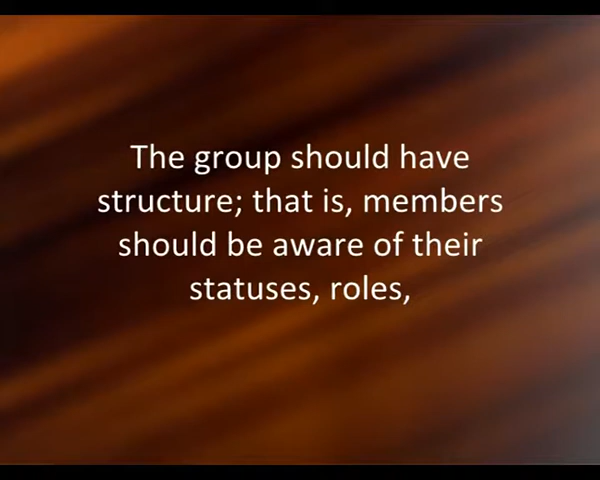 The group should have
structure; that is, members
should be aware of their
statuses, roles,